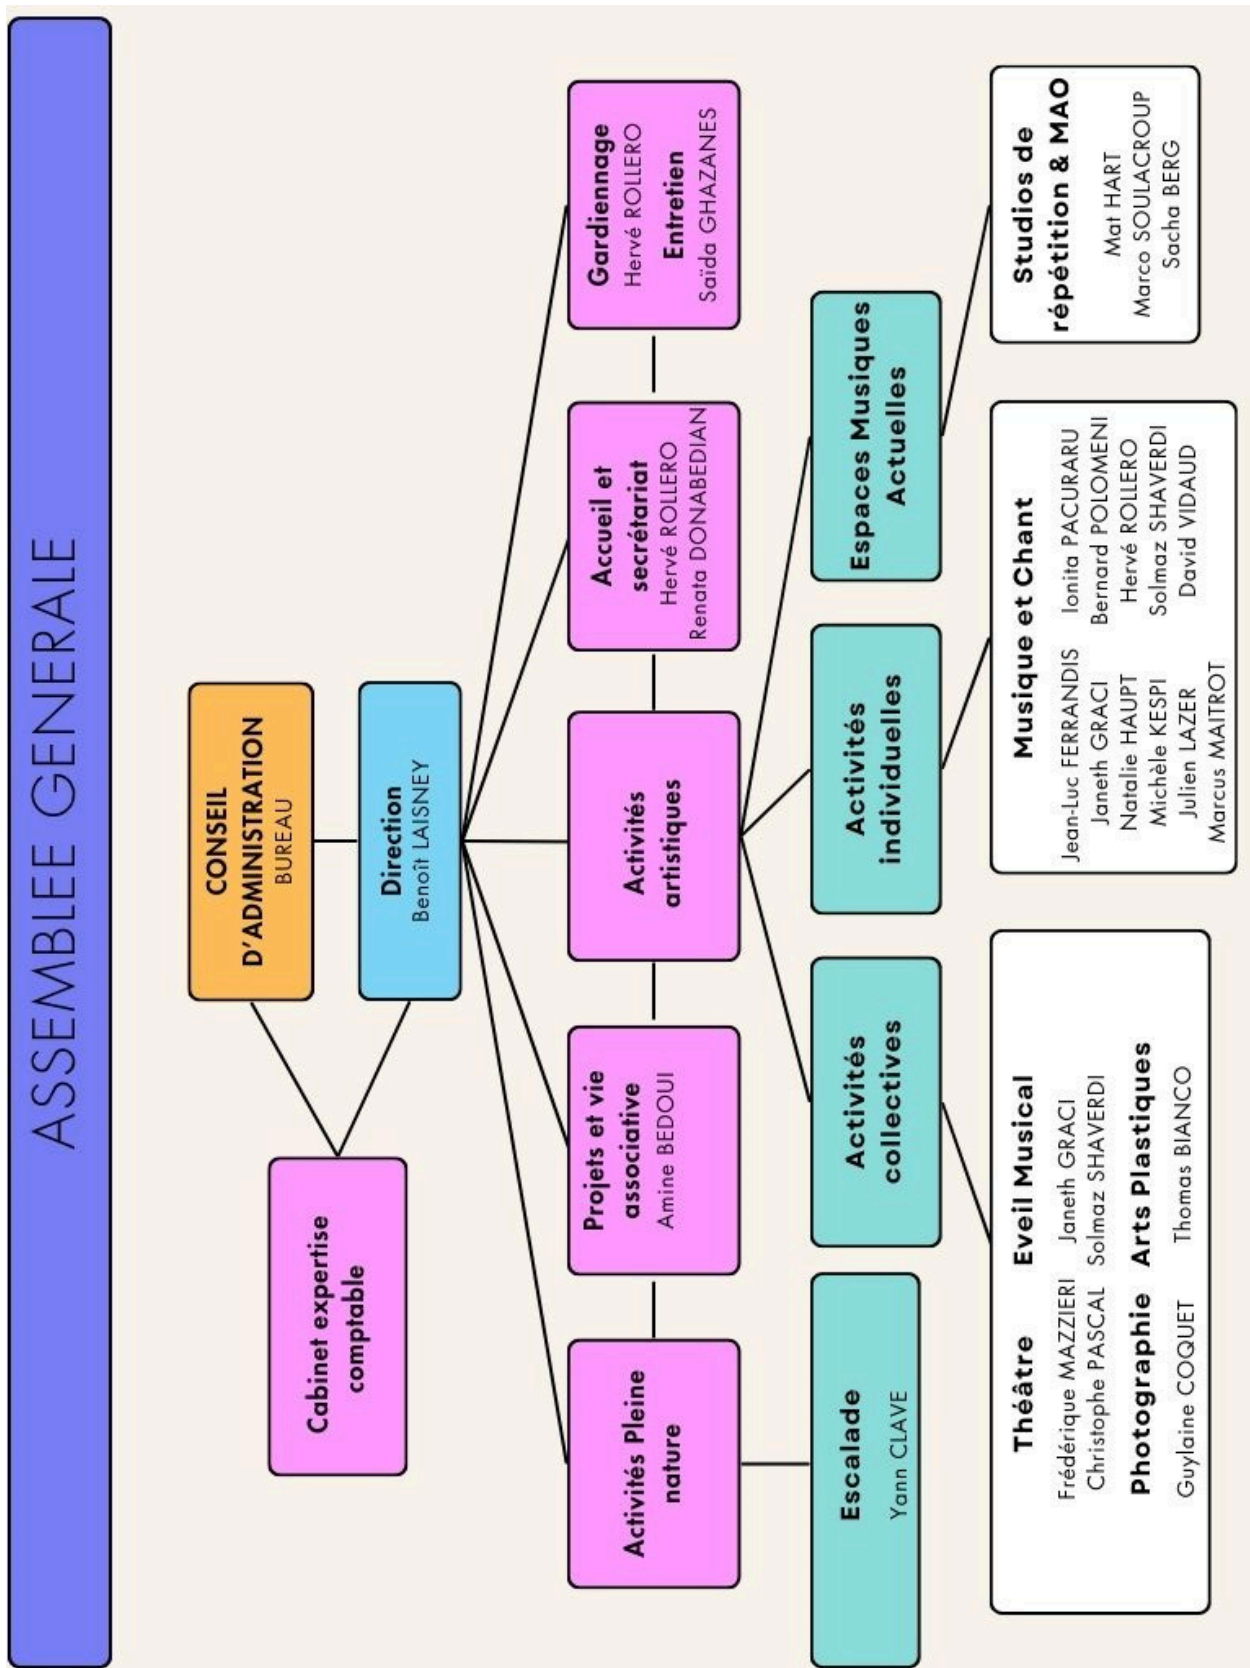 ASSEMBLEE GENERALE
CONSEIL
D'ADMINISTRATION
BUREAU
Cabinet expertise
comptable
Direction
Benoît LAISNEY
Activités Pleine
nature
Projets et vie
associative
Amine BEDOUI
Activités
artistiques
Accueil et
secrétariat
Hervé ROLLERO
Renata DONABEDIAN
Gardiennage
Hervé ROLLERO
Entretien
Saïda GHAZANES
Escalade
Yann CLAVE
Activités
collectives
Activités
individuelles
Espaces Musiques
Actuelles
Théâtre
Frédérique MAZZIERI
Christophe PASCAL
Eveil Musical
Janeth GRACI
Solmaz SHAVERDI
Photographie
Guylaine COQUET
Arts Plastiques
Thomas BIANCO
Musique et Chant
Jean-Luc FERRANDIS
Janeth GRACI
Natalie HAUPT
Michèle KESPI
Julien LAZER
Marcus MAITROT
Ionita PACURARU
Bernard POLOMENI
Hervé ROLLERO
Solmaz SHAVERDI
David VIDAUD
Studios de
répétition & MAO
Mat HART
Marco SOULACROUP
Sacha BERG